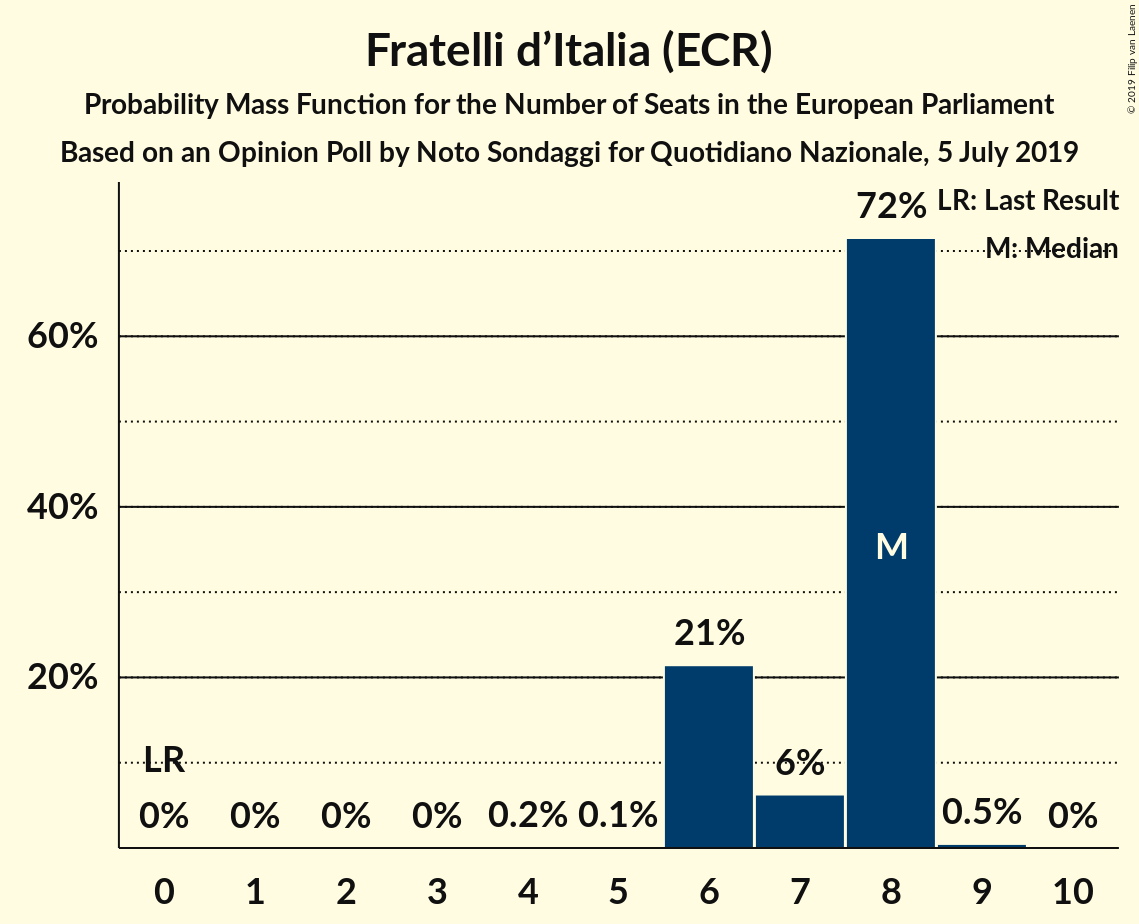 Fratelli d’Italia (ECR)
Probability Mass Function for the Number of Seats in the European Parliament
Based on an Opinion Poll by Noto Sondaggi for Quotidiano Nazionale, 5 July 2019
© 2019 Filip van Laenen
LR: Last Result
M: Median
72%
60%
40%
M
21%
20%
LR
6%
0% 0% 0% 0% 0.2% 0.1% 0.5% 0%
0 1 2 3 4 5 6 7 8 9 10